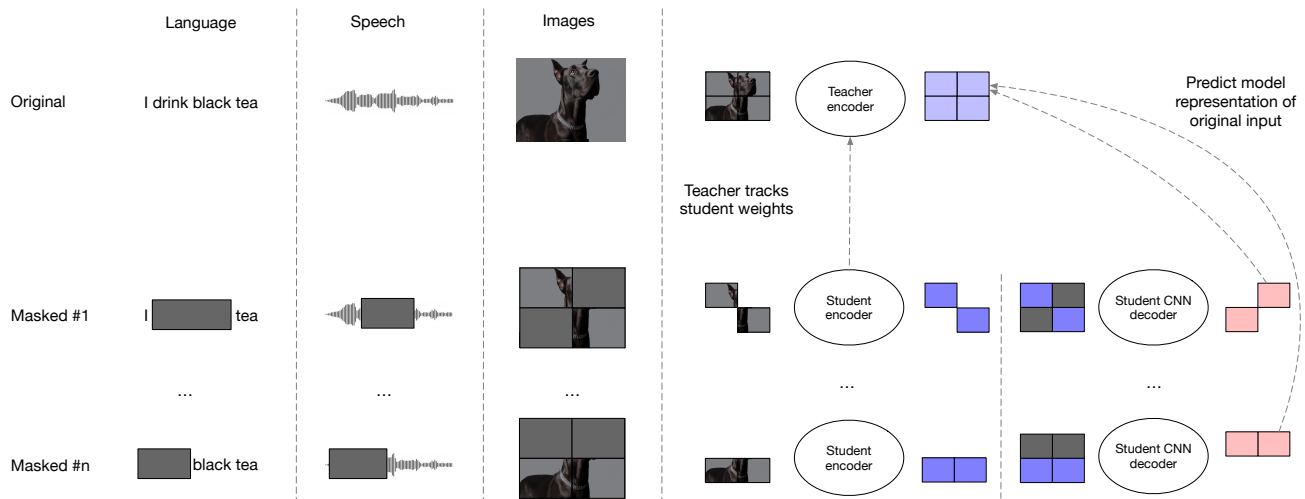 Language
Speech
Images
Original
I drink black tea
Teacher
encoder
Predict model
representation of
original input
Teacher tracks
student weights
Masked #1
I
tea
Student
encoder
Student CNN
decoder
...
...
...
...
...
Masked #n
black tea
Student
encoder
Student CNN
decoder